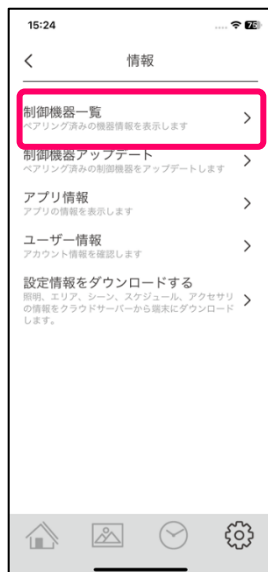 15:24
75
情報
制御機器一覧
ペアリング済みの機器情報を表示します
制御機器アップデート
ペアリング済みの制御機器をアップデートします
アプリ情報
アプリの情報を表示します
ユーザー情報
アカウント情報を確認します
設定情報をダウンロードする
照明、エリア、シーン、スケジュール、アクセサリ
の情報をクラウドサーバーから端末にダウンロード
します。